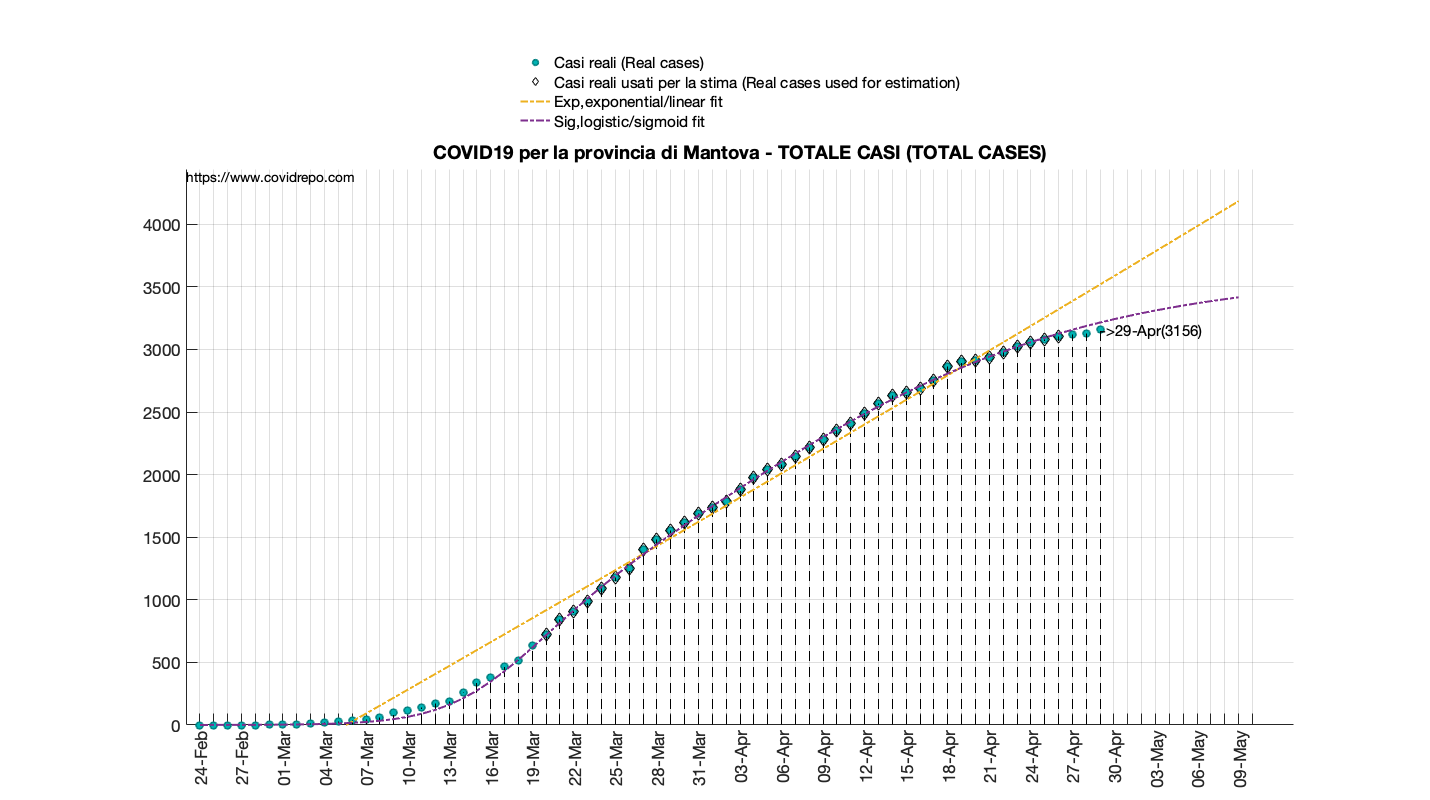 Casi reali (Real cases)
Casi reali usati per la stima (Real cases used for estimation)
Exp,exponential/linear fit
Sig,logistic/sigmoid fit
COVID19 per la provincia di Mantova - TOTALE CASI (TOTAL CASES)
https://www.covidrepo.com
4000
3500
3000
2500
2000
1500
1000
500
0
->29-Apr(3156)
24-Feb
27-Feb
01-Mar
04-Mar
07-Mar
10-Mar
13-Mar
16-Mar
19-Mar
22-Mar
25-Mar
28-Mar
31-Mar
03-Apr
06-Apr
09-Apr
12-Apr
15-Apr
18-Apr
21-Apr
24-Apr
27-Apr
30-Apr
03-May
06-May
09-May